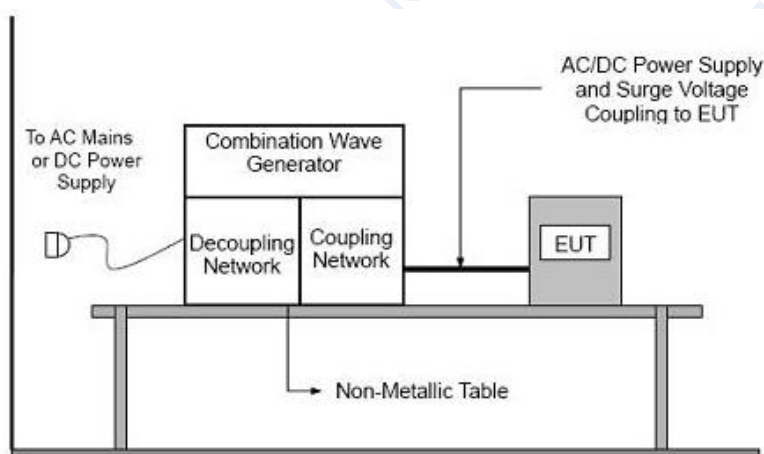 AC/DC Power Supply
and Surge Voltage
Coupling to EUT
To AC Mains
or DC Power
Supply
Combination Wave
Generator
Decoupling
Network
Coupling
Network
EUT
Non-Metallic Table